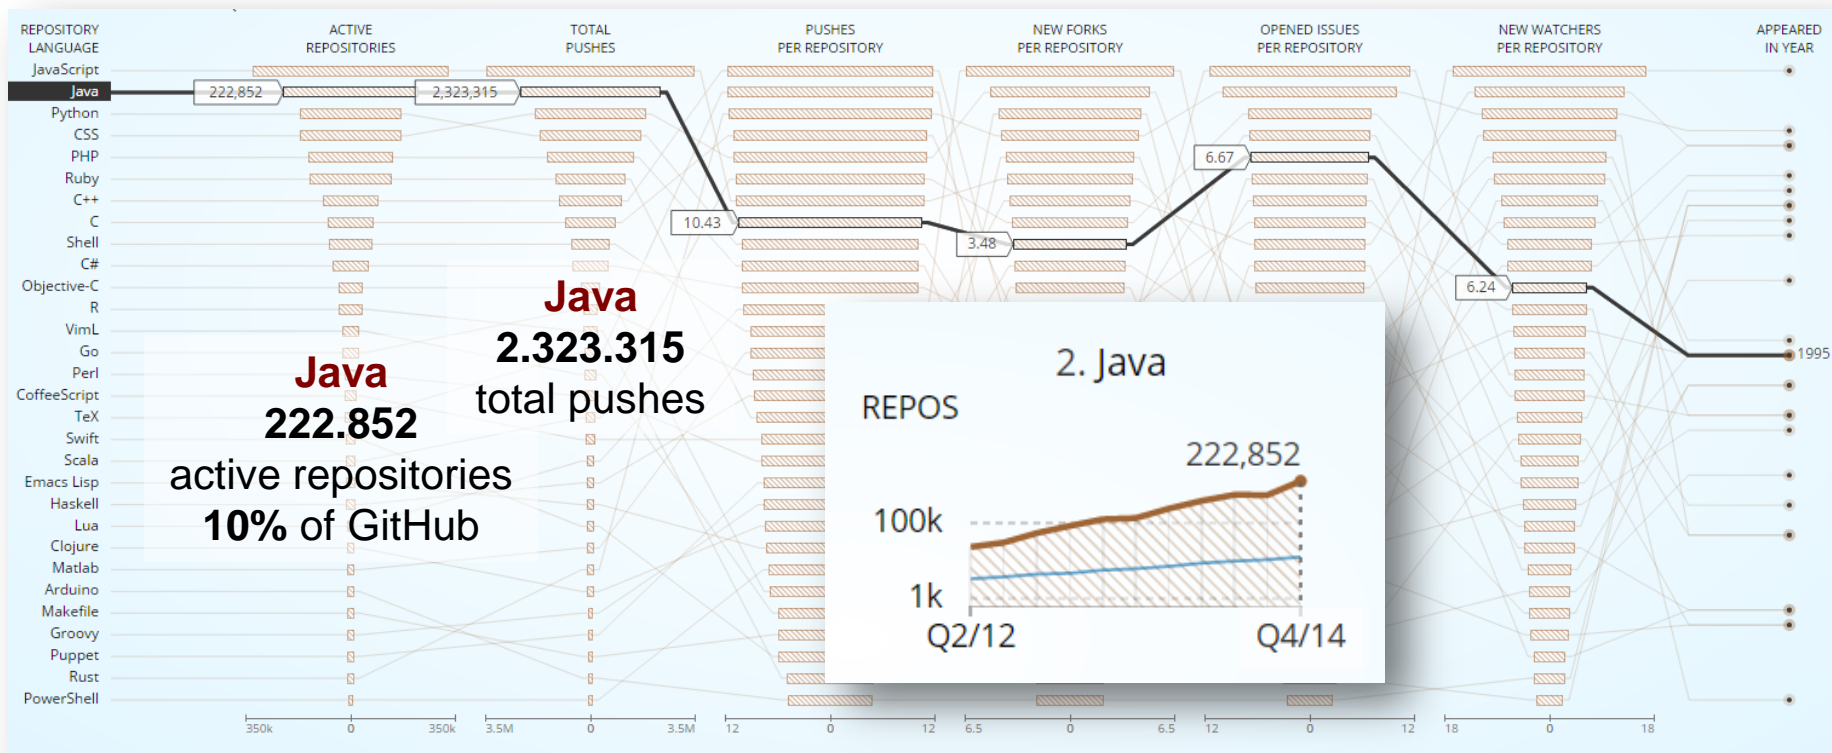 REPOSITORY LANGUAGE
ACTIVE REPOSITORIES
TOTAL PUSHES
PUSHES PER REPOSITORY
NEW FORKS PER REPOSITORY
OPENED ISSUES PER REPOSITORY
NEW WATCHERS PER REPOSITORY
APPEARED IN YEAR
JavaScript
Java
222,852
2,323,315
Python
CSS
PHP
6.67
Ruby
C++
C
10.43
Shell
3.48
C#
Objective-C
6.24
R
VimL
Go
1995
Perl
CoffeeScript
TeX
Swift
Scala
Emacs Lisp
Haskell
Lua
Clojure
Matlab
Arduino
Makefile
Groovy
Puppet
Rust
PowerShell
Java
2.323.315
total pushes
Java
222.852
active repositories
10% of GitHub
2. Java
REPOS
222,852
100k
1k
Q2/12
Q4/14
350k 0 350k
3.5M 0 3.5M
12 0 12
6.5 0 6.5
12 0 12
18 0 18